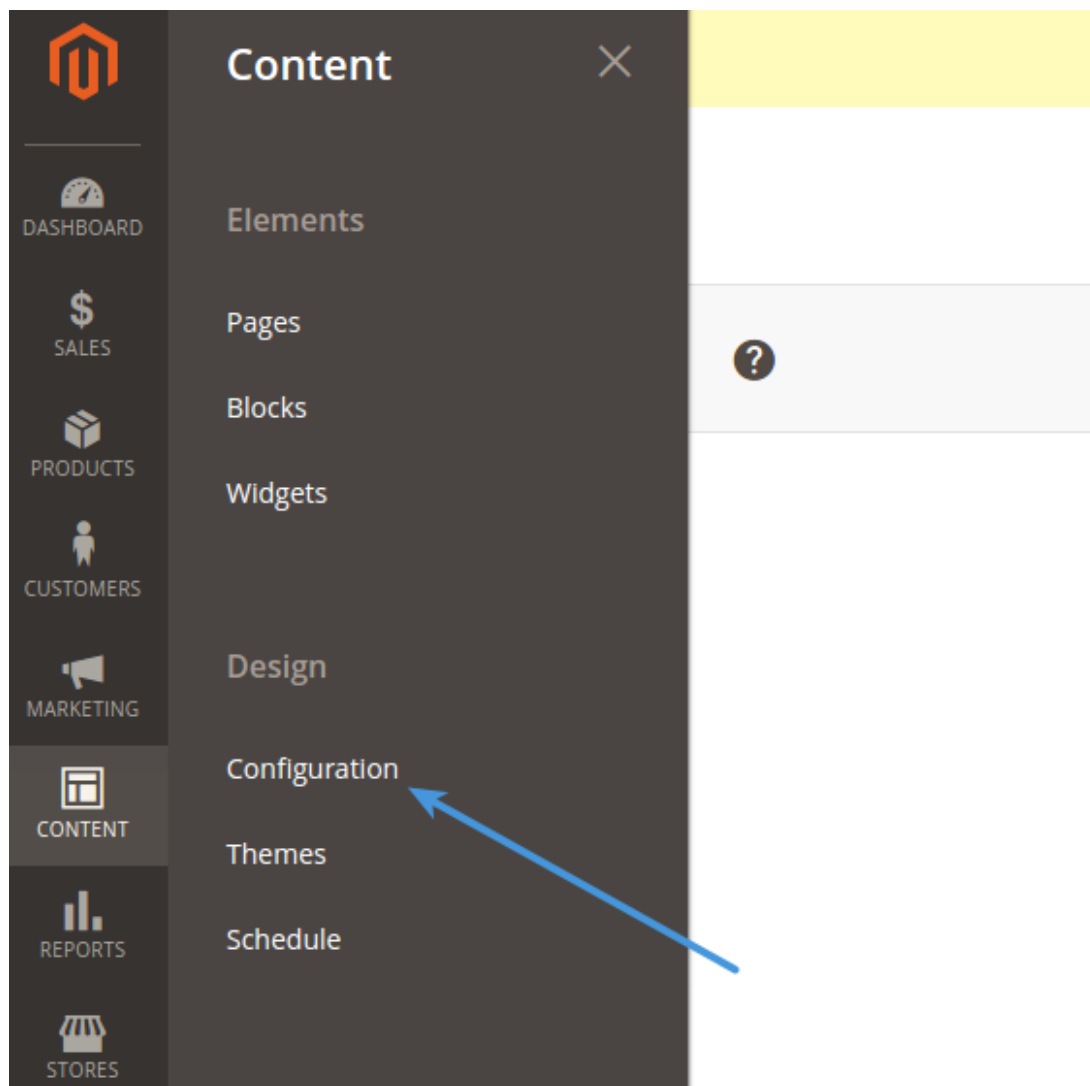 DASHBOARD
SALES
PRODUCTS
CUSTOMERS
MARKETING
CONTENT
REPORTS
STORES
Content
Elements
Pages
Blocks
Widgets
Design
Configuration
Themes
Schedule
?